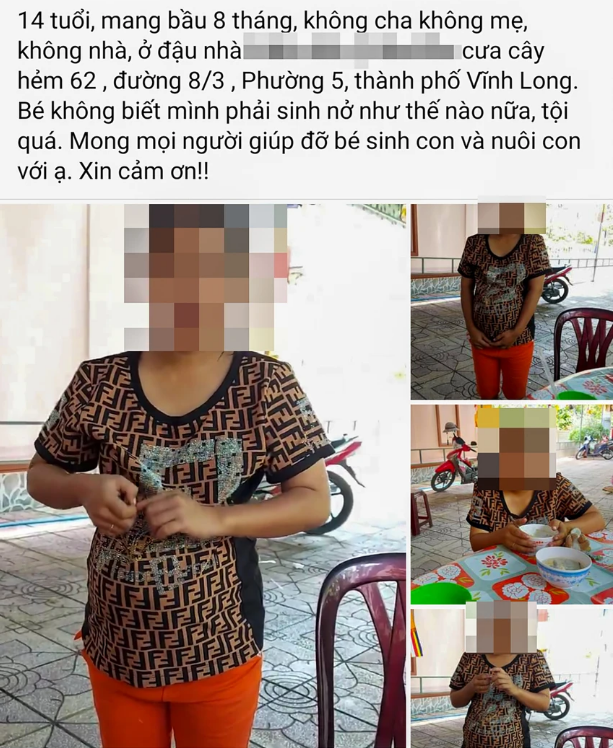 14 tuổi, mang bầu 8 tháng, không cha không mẹ,
không nhà, ở đậu nhà cưa cây
hẻm 62 , đường 8/3 , Phường 5, thành phố Vĩnh Long.
Bé không biết mình phải sinh nở như thế nào nữa, tội
quá. Mong mọi người giúp đỡ bé sinh con và nuôi con
với ạ. Xin cảm ơn!!